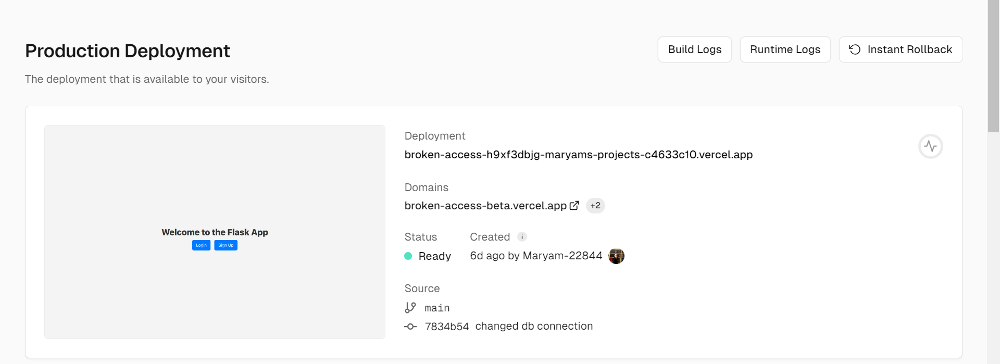 Production Deployment
Build Logs
Runtime Logs
Instant Rollback
The deployment that is available to your visitors.
Welcome to the Flask App
Login
Sign Up
Deployment
broken-access-h9xf3dbjg-maryams-projects-c4633c10.vercel.app
Domains
broken-access-beta.vercel.app
+2
Status
Created
Ready
6d ago by Maryam-22844
Source
main
7834b54 changed db connection